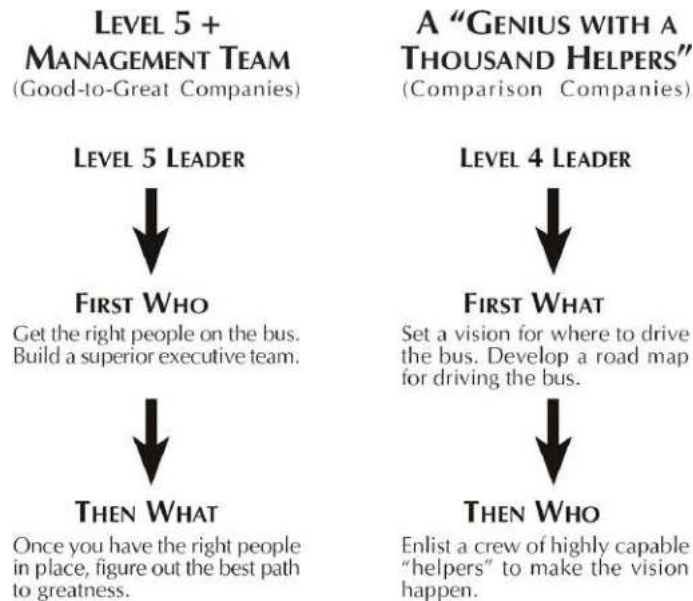 LEVEL 5 +
MANAGEMENT TEAM
(Good-to-Great Companies)
LEVEL 5 LEADER
FIRST WHO
Get the right people on the bus.
Build a superior executive team.
THEN WHAT
Once you have the right people
in place, figure out the best path
to greatness.
A “GENIUS WITH A
THOUSAND HELPERS”
(Comparison Companies)
LEVEL 4 LEADER
FIRST WHAT
Set a vision for where to drive
the bus. Develop a road map
for driving the bus.
THEN WHO
Enlist a crew of highly capable
“helpers” to make the vision
happen.